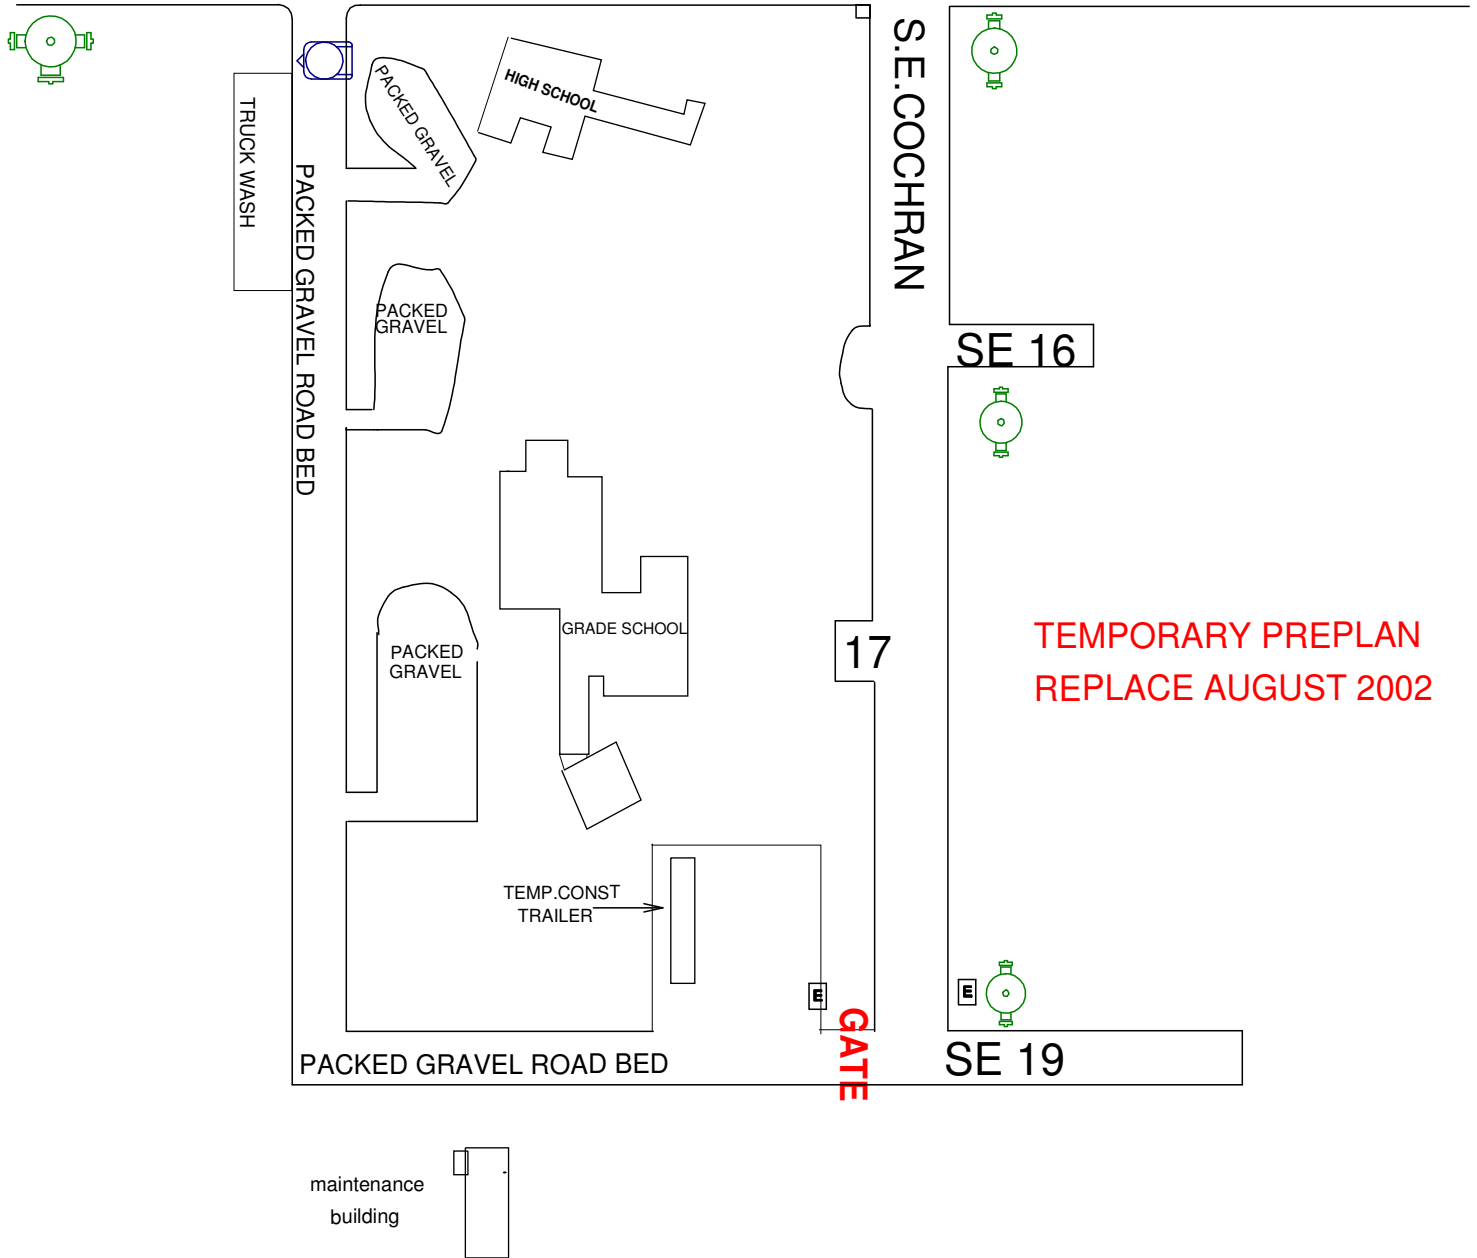 S.E.COCHRAN
HIGH SCHOOL
PACKED GRAVEL
TRUCK WASH
PACKED GRAVEL ROAD BED
PACKED
GRAVEL
SE 16
GRADE SCHOOL
17
PACKED
GRAVEL
TEMPORARY PREPLAN
REPLACE AUGUST 2002
TEMP.CONST
TRAILER
E
E
GATE
PACKED GRAVEL ROAD BED
SE 19
maintenance
building